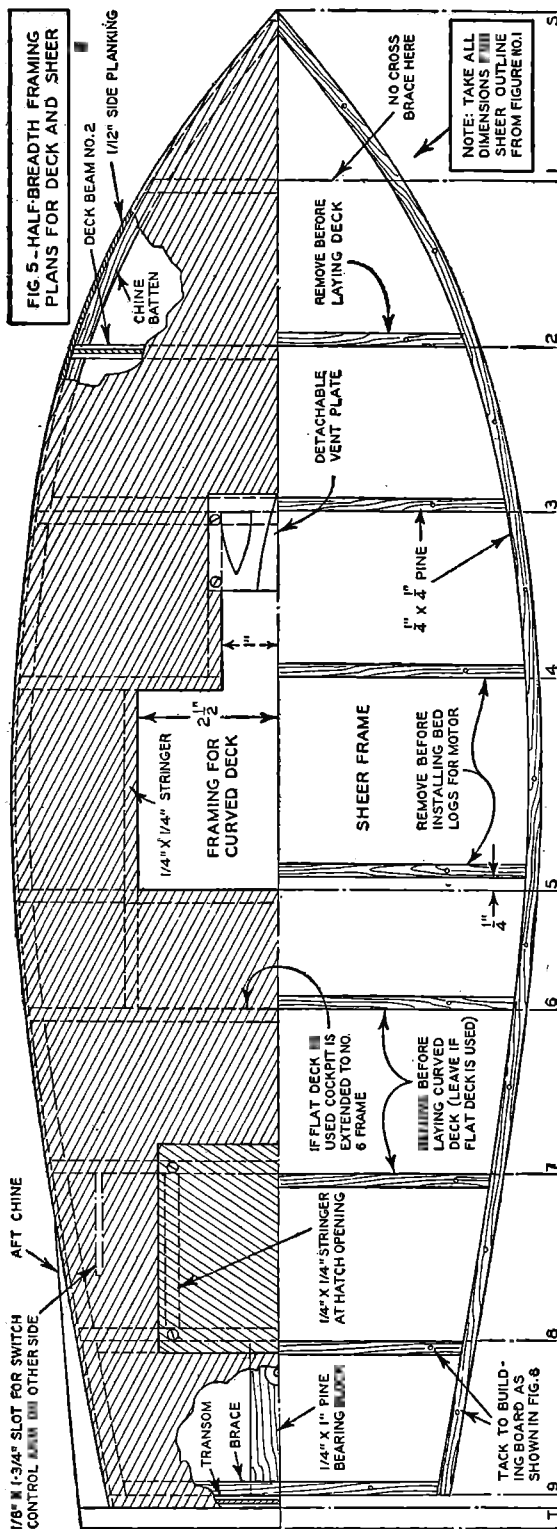 FIG. 5-HALF-BREADTH FRAMING
PLANS FOR DECK AND SHEER
1/8" 1-3/4" SLOT FOR SWITCH
CONTROL OTHER SIDE
AFT CHINE
1/12" SIDE PLANKING
DECK BEAM NO. 2
CHINE
BATTEN
1/4" X 1/4" STRINGER
2 1/2"
1"
FRAMING FOR
CURVED DECK
TRANSOM
BRACE
1/4" X 1" PINE
BEARING
1/4" X 1/4" STRINGER
AT HATCH OPENING
IF FLAT DECK
USED COCKPIT IS
EXTENDED TO NO.
6 FRAME
BEFORE
LAYING CURVED
DECK (LEAVE IF
FLAT DECK IS USED)
DETACHABLE
VENT PLATE
REMOVE BEFORE
LAYING DECK
NO CROSS
BRACE HERE
NOTE: TAKE ALL
DIMENSIONS
SHEER OUTLINE
FROM FIGURE NO.1
SHEER FRAME
1/4" X 1/4" PINE
REMOVE BEFORE
INSTALLING BED
LOGS FOR MOTOR
1/4"
TACK TO BUILD-
ING BOARD AS
SHOWN IN FIG. 8
T 9 8 7 6 5 4 3 2 1 S